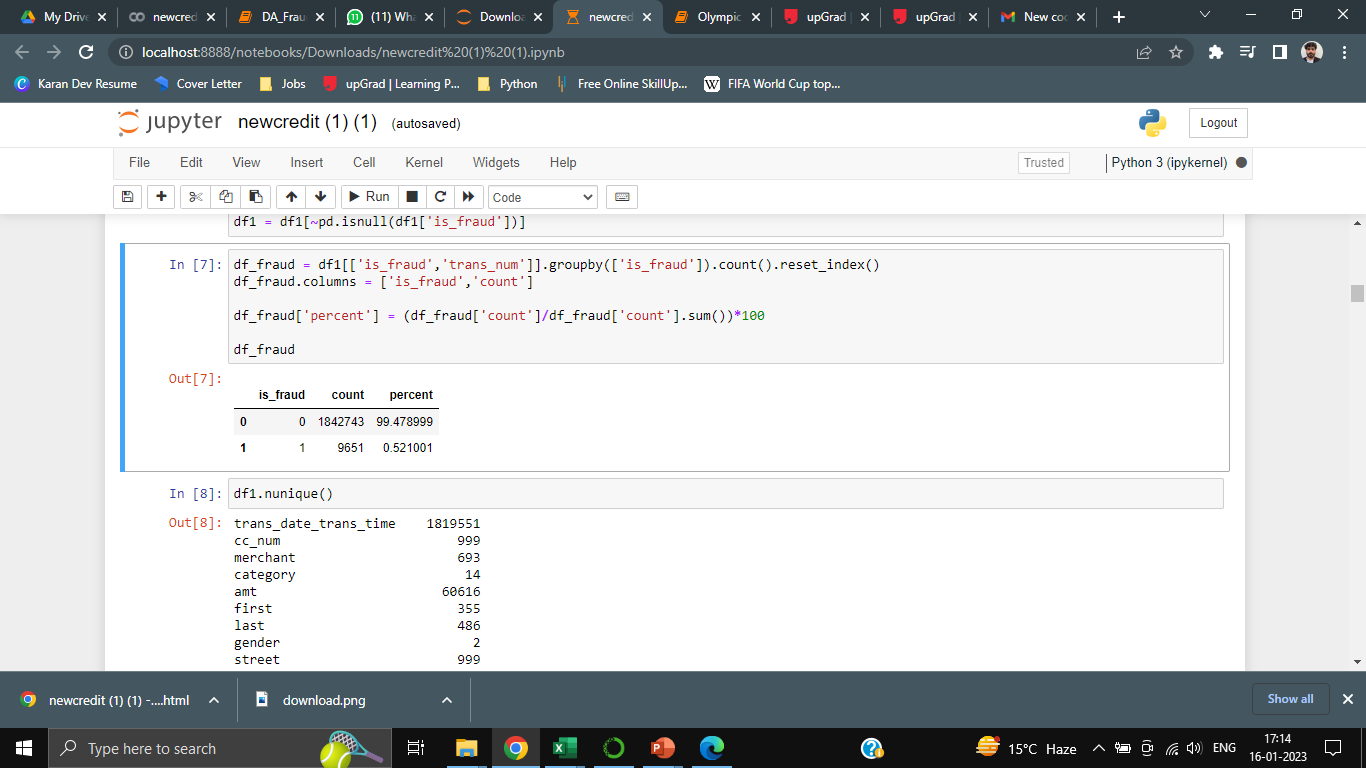 My Drive
newcred
DA_Frau
(11) Wha
Downloa
newcred
Olympic
upGrad
upGrad
New coo
localhost:8888/notebooks/Downloads/newcredit%20(1)%20(1).ipynb
Karan Dev Resume
Cover Letter
Jobs
upGrad | Learning P...
Python
Free Online SkillUp...
FIFA World Cup top...
jupyter newcredit (1) (1) (autosaved)
Logout
File Edit View Insert Cell Kernel Widgets Help
Trusted
Python 3 (ipykernel)
Run
Code
df1 = df1[~pd.isnull(df1['is_fraud'])]
In [7]: df_fraud = df1[['is_fraud','trans_num']].groupby(['is_fraud']).count().reset_index()
df_fraud.columns = ['is_fraud','count']
df_fraud['percent'] = (df_fraud['count']/df_fraud['count'].sum())*100
df_fraud
Out[7]:
is_fraud count percent
0 0 1842743 99.478999
1 1 9651 0.521001
In [8]: df1.nunique()
Out[8]: trans_date_trans_time 1819551
cc_num 999
merchant 693
category 14
amt 60616
first 355
last 486
gender 2
street 999
newcredit (1) (1) -....html
download.png
Show all
Type here to search
15°C Haze
ENG
17:14
16-01-2023